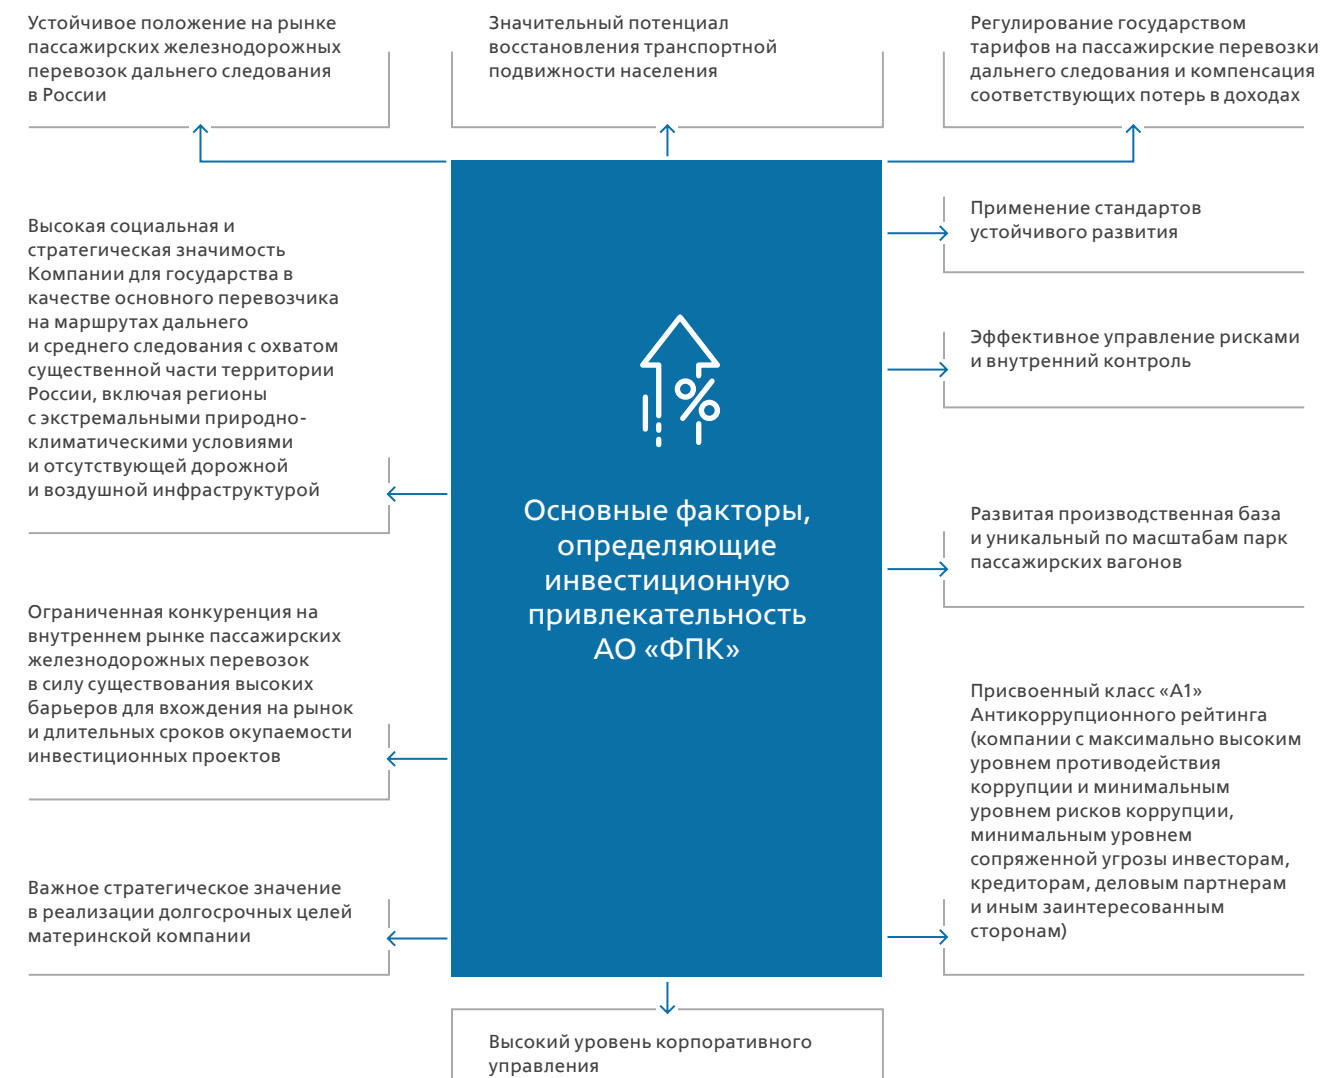 Устойчивое положение на рынке
пассажирских железнодорожных
перевозок дальнего следования
в России
Значительный потенциал
восстановления транспортной
подвижности населения
Регулирование государством
тарифов на пассажирские перевозки
дальнего следования и компенсация
соответствующих потерь в доходах
Высокая социальная и
стратегическая значимость
Компании для государства в
качестве основного перевозчика
на маршрутах дальнего
и среднего следования с охватом
существенной части территории
России, включая регионы
с экстремальными природно-
климатическими условиями
и отсутствующей дорожной
и воздушной инфраструктурой
Ограниченная конкуренция на
внутреннем рынке пассажирских
железнодорожных перевозок
в силу существования высоких
барьеров для вхождения на рынок
и длительных сроков окупаемости
инвестиционных проектов
Важное стратегическое значение
в реализации долгосрочных целей
материнской компании
%
Основные факторы,
определяющие
инвестиционную
привлекательность
АО «ФПК»
Применение стандартов
устойчивого развития
Эффективное управление рисками
и внутренний контроль
Развитая производственная база
и уникальный по масштабам парк
пассажирских вагонов
Присвоенный класс «А1»
Антикоррупционного рейтинга
(компании с максимально высоким
уровнем противодействия
коррупции и минимальным
уровнем рисков коррупции,
минимальным уровнем
сопряженной угрозы инвесторам,
кредиторам, деловым партнерам
и иным заинтересованным
сторонам)
Высокий уровень корпоративного
управления